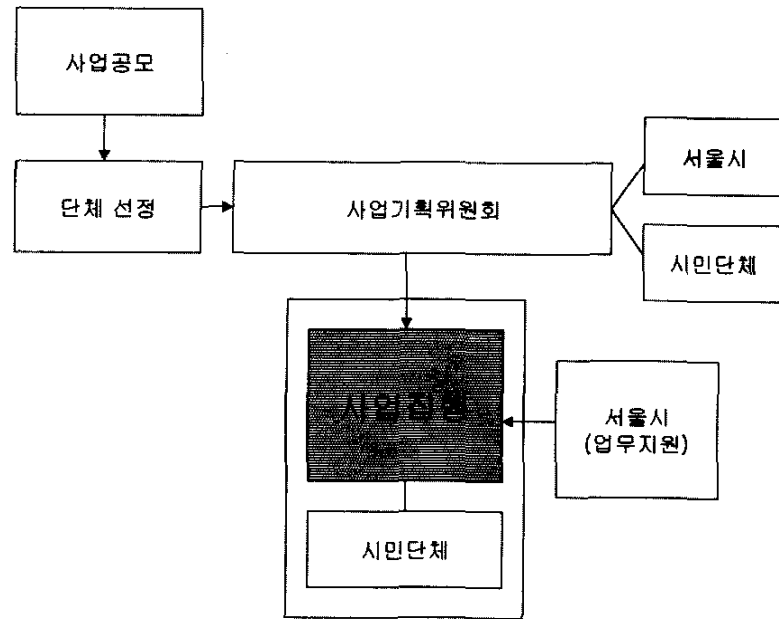 사업공모
서울시
단체 선정
사업기획위원회
시민단체
사업집행
서울시
(업무지원)
시민단체